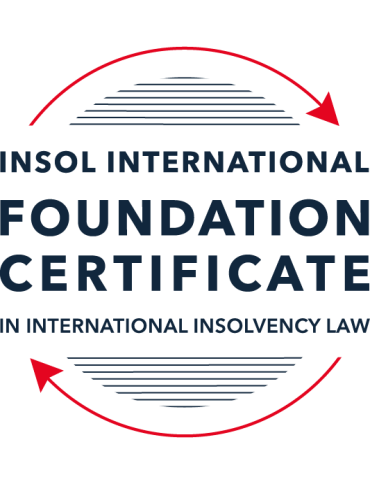 INSOL INTERNATIONAL
FOUNDATION
CERTIFICATE
IN INTERNATIONAL INSOLVENCY LAW